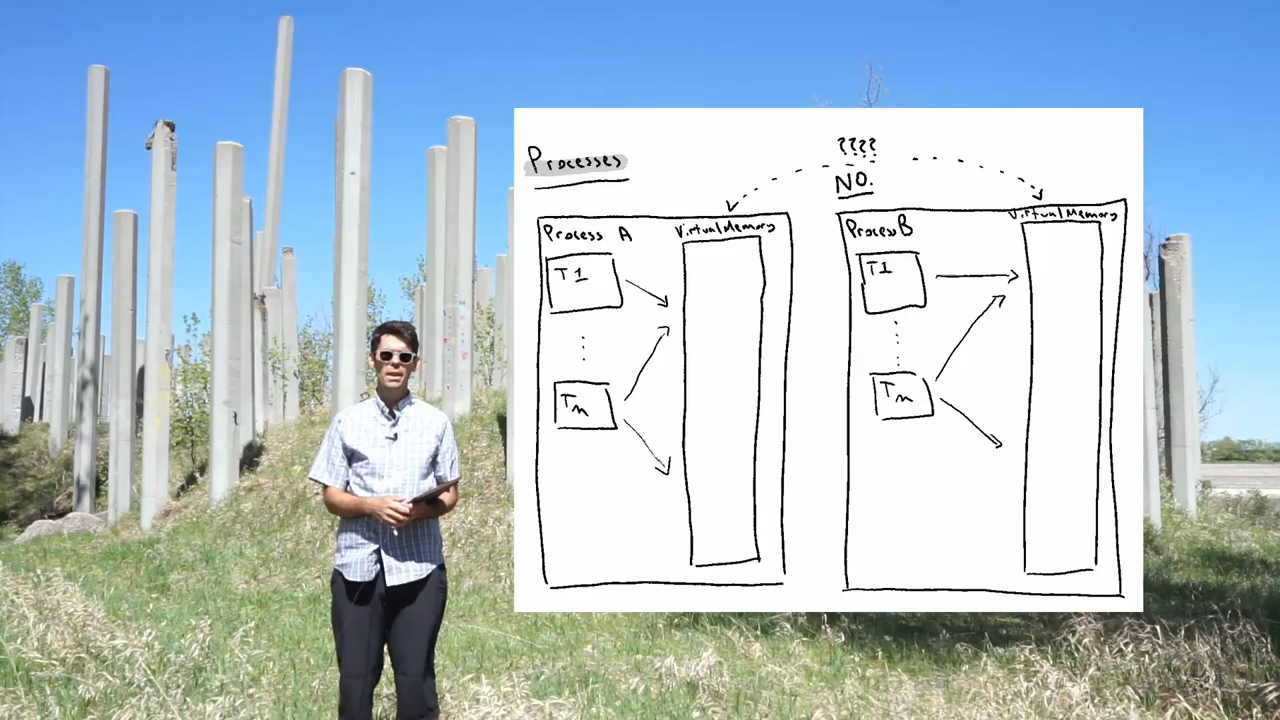 Processes
????
NO.
Process A
Virtual Memory
T1
Tn
Process B
Virtual Memory
T1
Tn